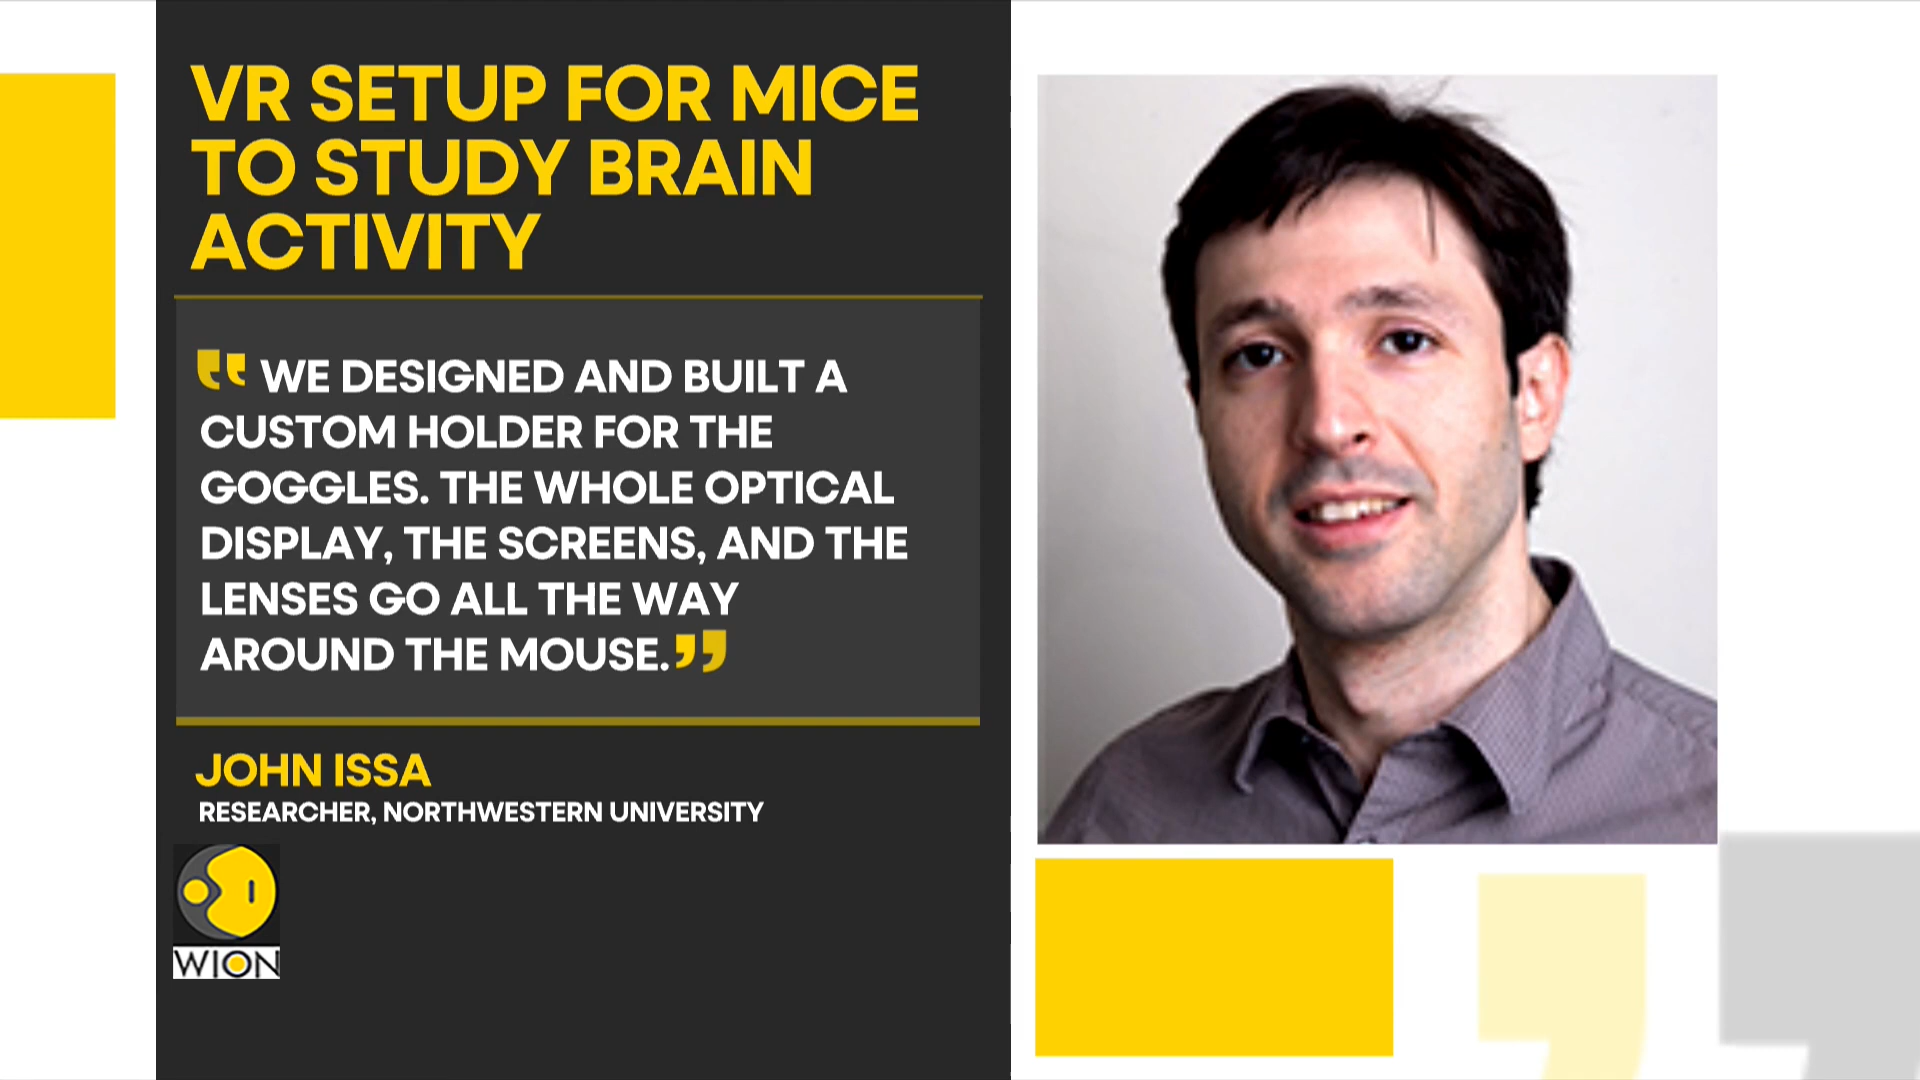 VR SETUP FOR MICE
TO STUDY BRAIN
ACTIVITY
“ WE DESIGNED AND BUILT A
CUSTOM HOLDER FOR THE
GOGGLES. THE WHOLE OPTICAL
DISPLAY, THE SCREENS, AND THE
LENSES GO ALL THE WAY
AROUND THE MOUSE.”
JOHN ISSA
RESEARCHER, NORTHWESTERN UNIVERSITY
WION